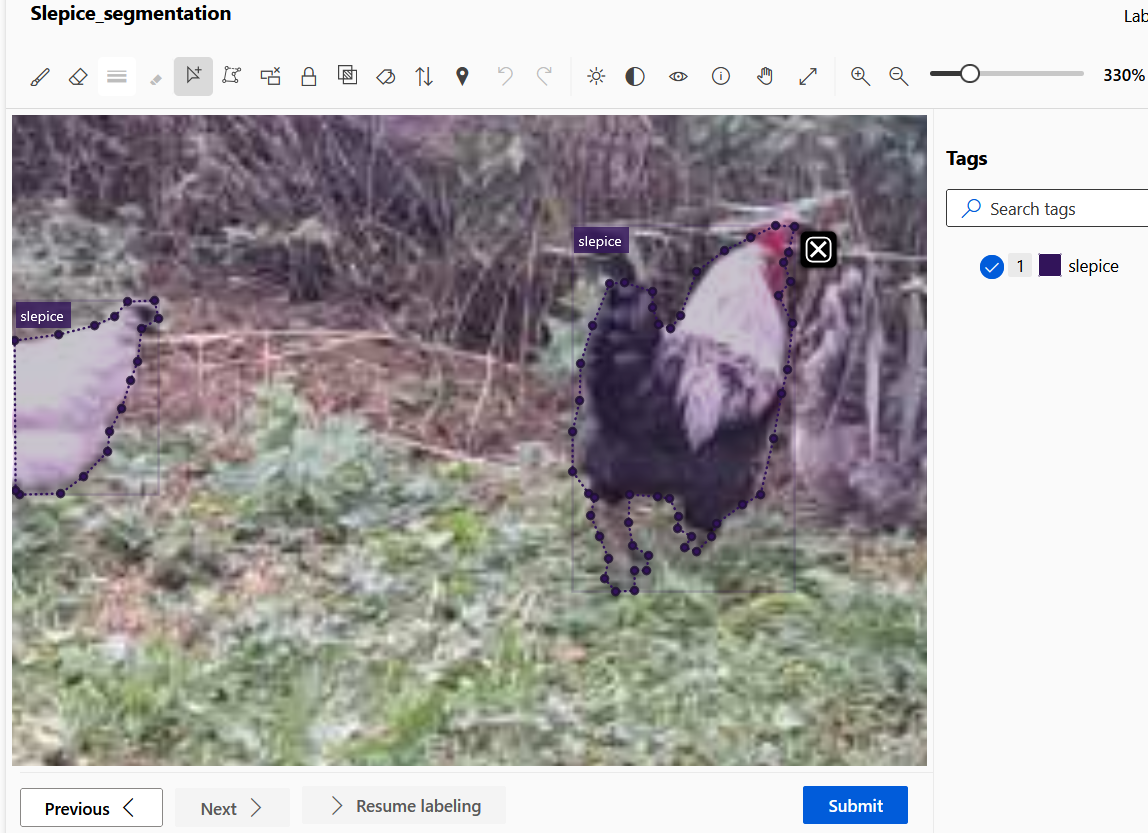 Slepice_segmentation
Lab
330%
Tags
Search tags
1 slepice
slepice
slepice
Previous
Next
Resume labeling
Submit